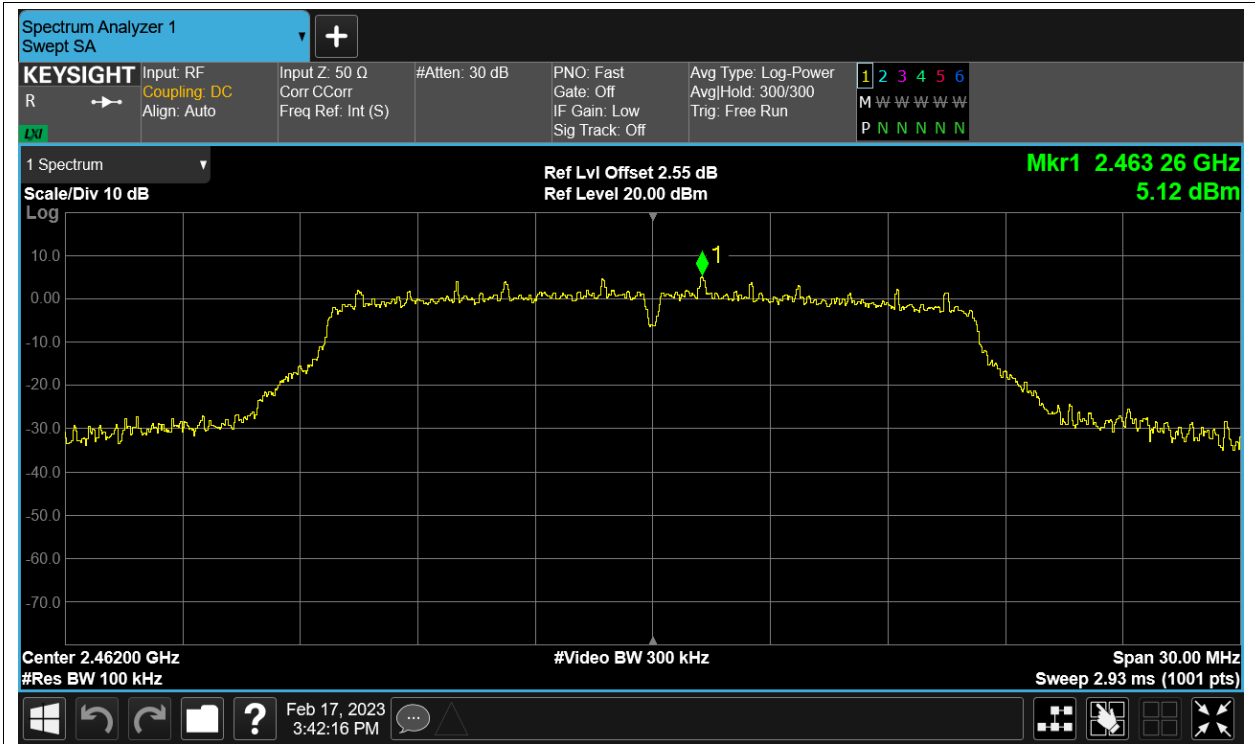 Spectrum Analyzer 1
Swept SA
KEYSIGHT
R
LXI
Input: RF
Coupling: DC
Align: Auto
Input Z: 50 Ω
Corr CCorr
Freq Ref: Int (S)
#Atten: 30 dB
PNO: Fast
Gate: Off
IF Gain: Low
Sig Track: Off
Avg Type: Log-Power
Avg|Hold: 300/300
Trig: Free Run
1 2 3 4 5 6
M W W W W W
P N N N N N
1 Spectrum
Scale/Div 10 dB
Ref Lvl Offset 2.55 dB
Ref Level 20.00 dBm
Mkr1 2.463 26 GHz
5.12 dBm
Log
10.0
0.00
-10.0
-20.0
-30.0
-40.0
-50.0
-60.0
-70.0
1
Center 2.46200 GHz
#Res BW 100 kHz
#Video BW 300 kHz
Span 30.00 MHz
Sweep 2.93 ms (1001 pts)
?
Feb 17, 2023
3:42:16 PM